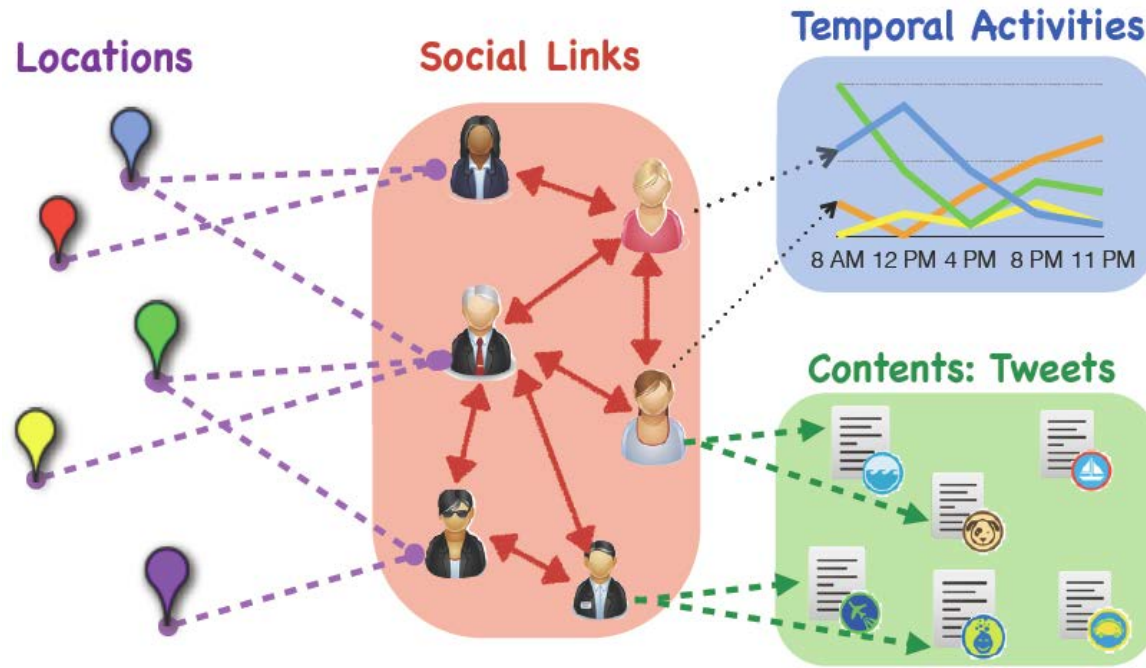 Locations
Social Links
Temporal Activities
8 AM 12 PM 4 PM 8 PM 11 PM
Contents: Tweets